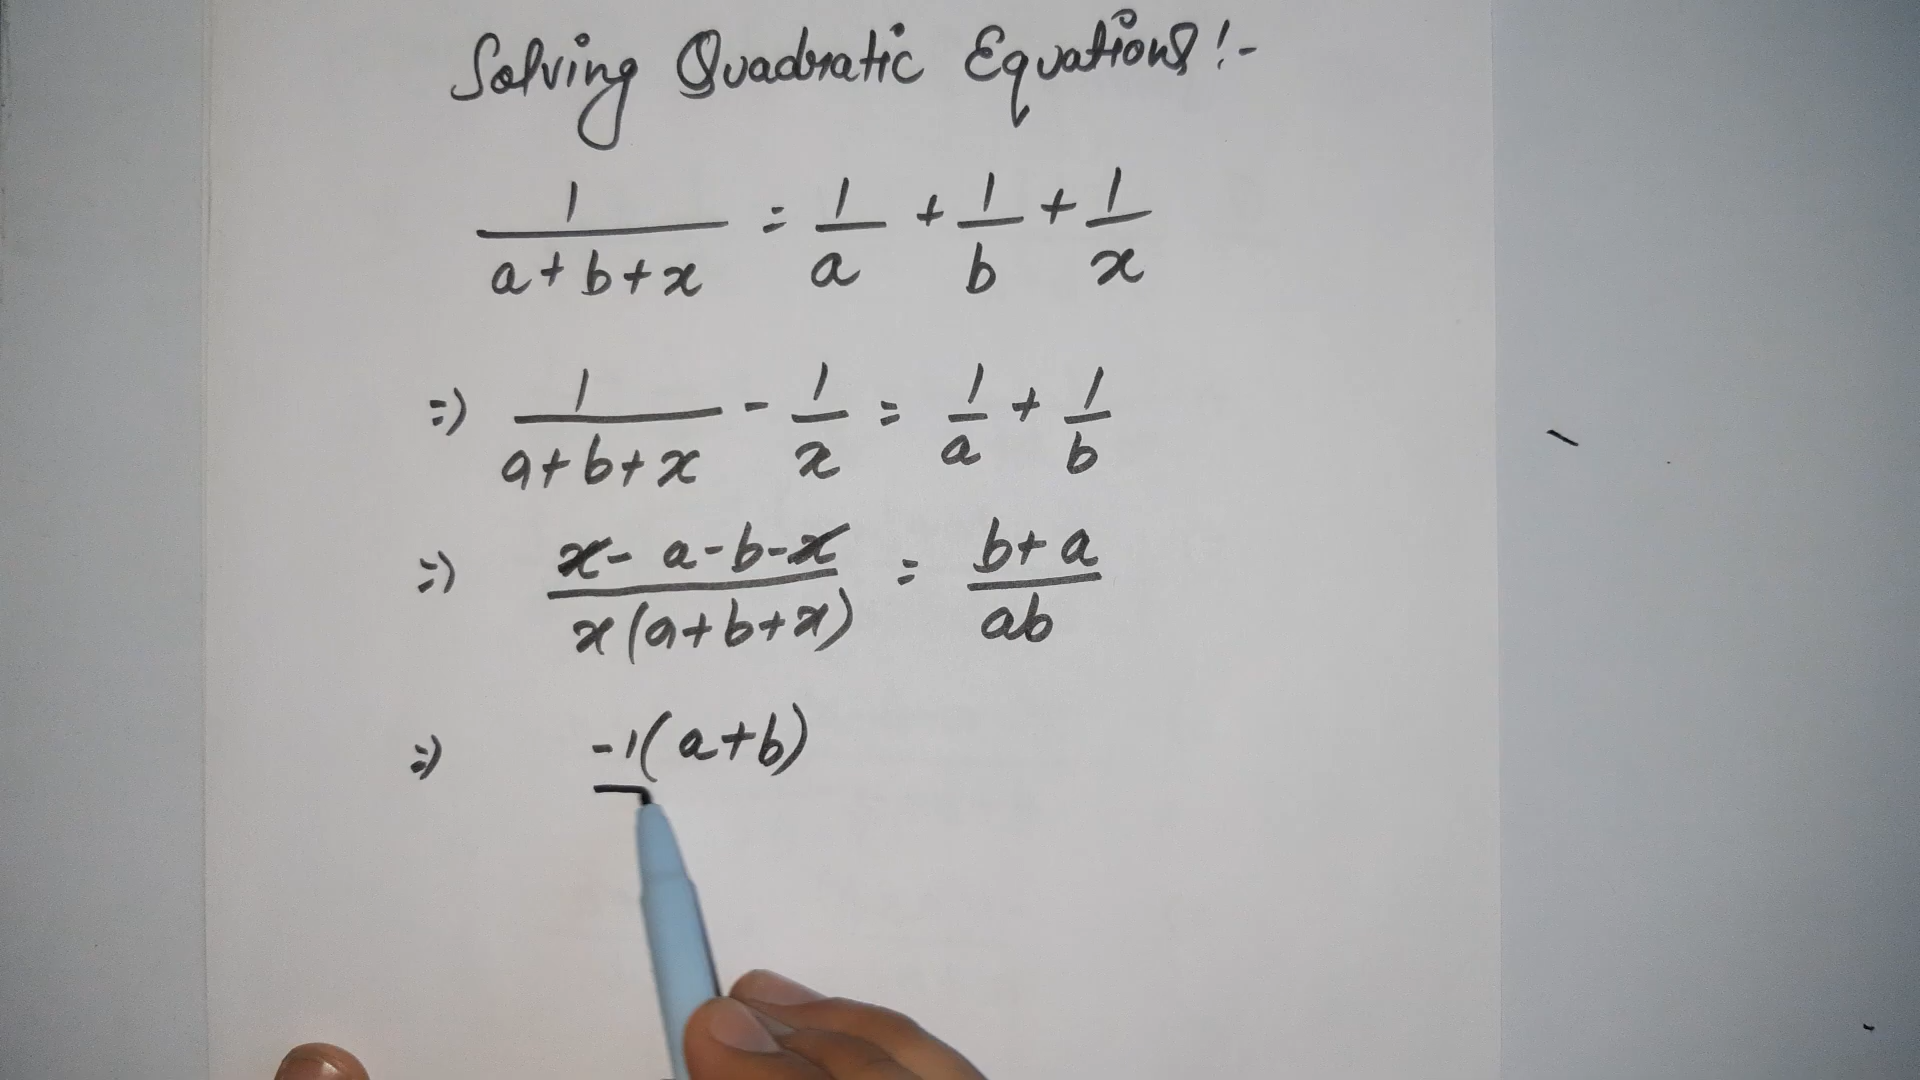 Solving Quadratic Equations!-
1/(a+b+x) = 1/a + 1/b + 1/x
=) 1/(a+b+x) - 1/x = 1/a + 1/b
=) (x-a-b-x)/(x(a+b+x)) = (b+a)/(ab)
=) -1(a+b)